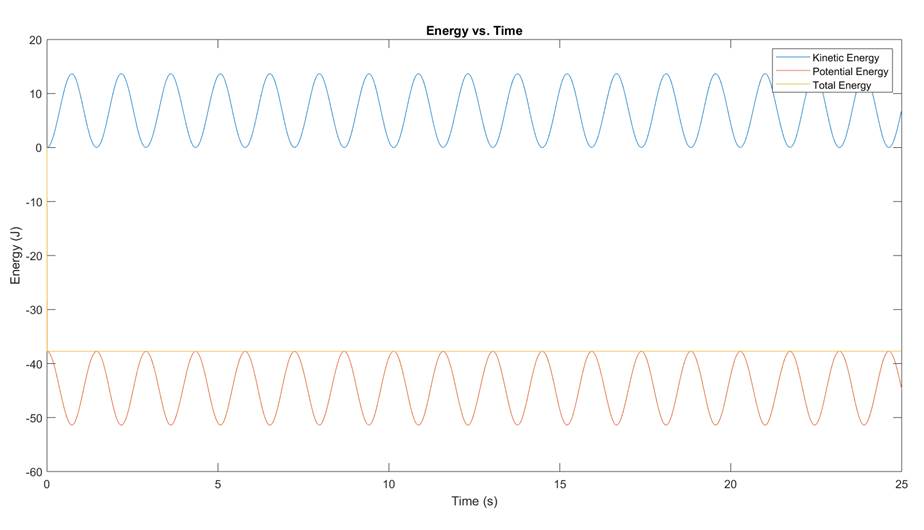 Energy vs. Time
20
10
0
-10
-20
-30
-40
-50
-60
Energy (J)
0 5 10 15 20 25
Time (s)
Kinetic Energy
Potential Energy
Total Energy